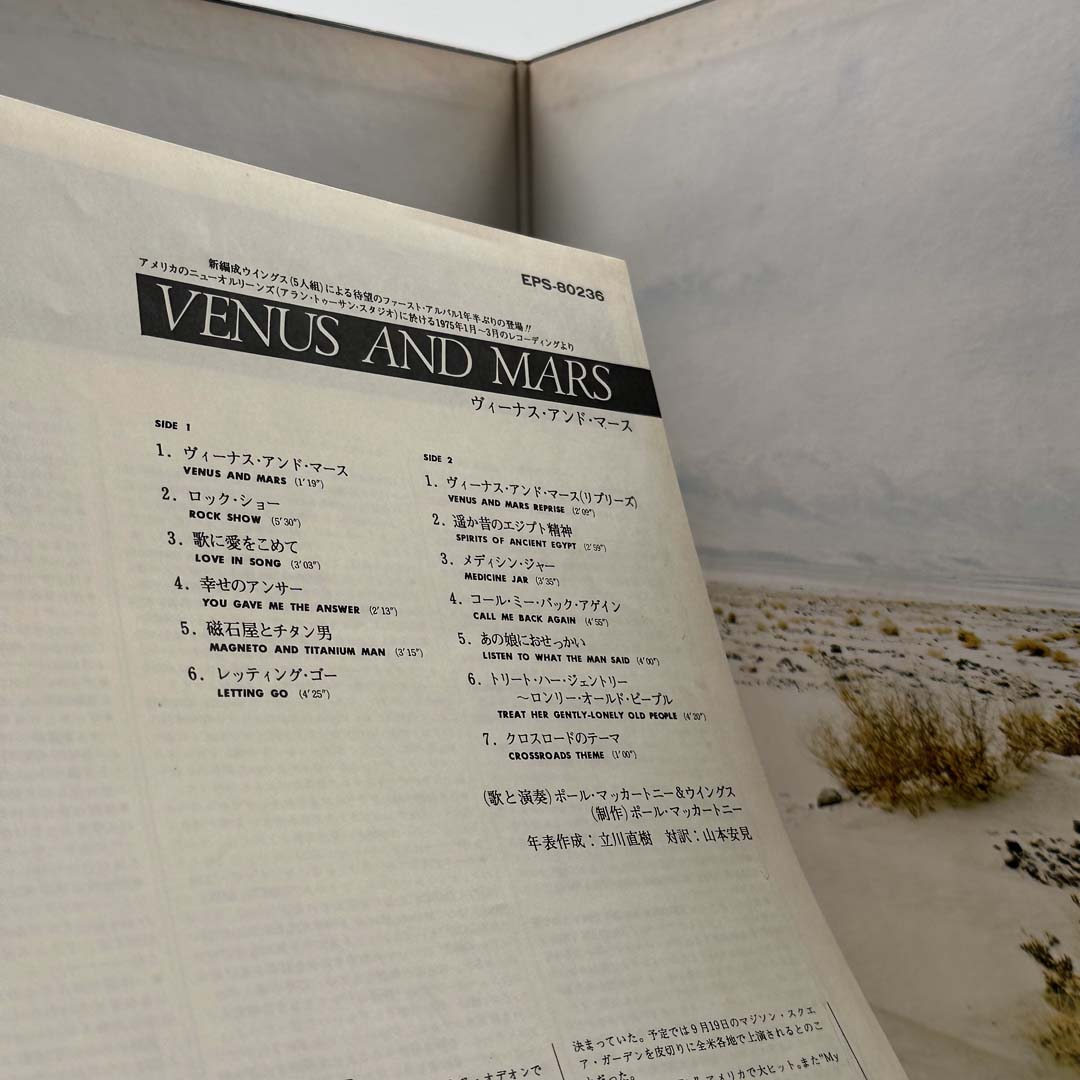 新編成ウイングス(5人組)による待望のファースト・アルバム1年半ぶりの登場!!
アメリカのニューオルリーンズ(アラン・トゥーサン・スタジオ)に於ける1975年1月〜3月のレコーディングより
EPS-80236
VENUS AND MARS
ヴィーナス・アンド・マース
SIDE 1
1. ヴィーナス・アンド・マース
VENUS AND MARS (1'19")
2. ロック・ショー
ROCK SHOW (5'30")
3. 歌に愛をこめて
LOVE IN SONG (3'03")
4. 幸せのアンサー
YOU GAVE ME THE ANSWER (2'13")
5. 磁石屋とチタン男
MAGNETO AND TITANIUM MAN (3'15")
6. レッティング・ゴー
LETTING GO (4'25")
SIDE 2
1. ヴィーナス・アンド・マース(リプリーズ)
VENUS AND MARS REPRISE (2'09")
2. 遥か昔のエジプト精神
SPIRITS OF ANCIENT EGYPT (2'59")
3. メディシン・ジャー
MEDICINE JAR (3'35")
4. コール・ミー・バック・アゲイン
CALL ME BACK AGAIN (4'55")
5. あの娘におせっかい
LISTEN TO WHAT THE MAN SAID (4'00")
6. トリート・ハー・ジェントリー
〜ロンリー・オールド・ピープル
TREAT HER GENTLY-LONELY OLD PEOPLE (4'20")
7. クロスロードのテーマ
CROSSROADS THEME (1'00")
(歌と演奏)ポール・マッカートニー&ウイングス
(制作)ポール・マッカートニー
年表作成:立川直樹 対訳:山本安見
オデオンで
決まっていた。予定では9月19日のマジソン・スクエ
ア・ガーデンを皮切りに全米各地で上演されるとのこ
とだった。
アメリカで大ヒット。また"My